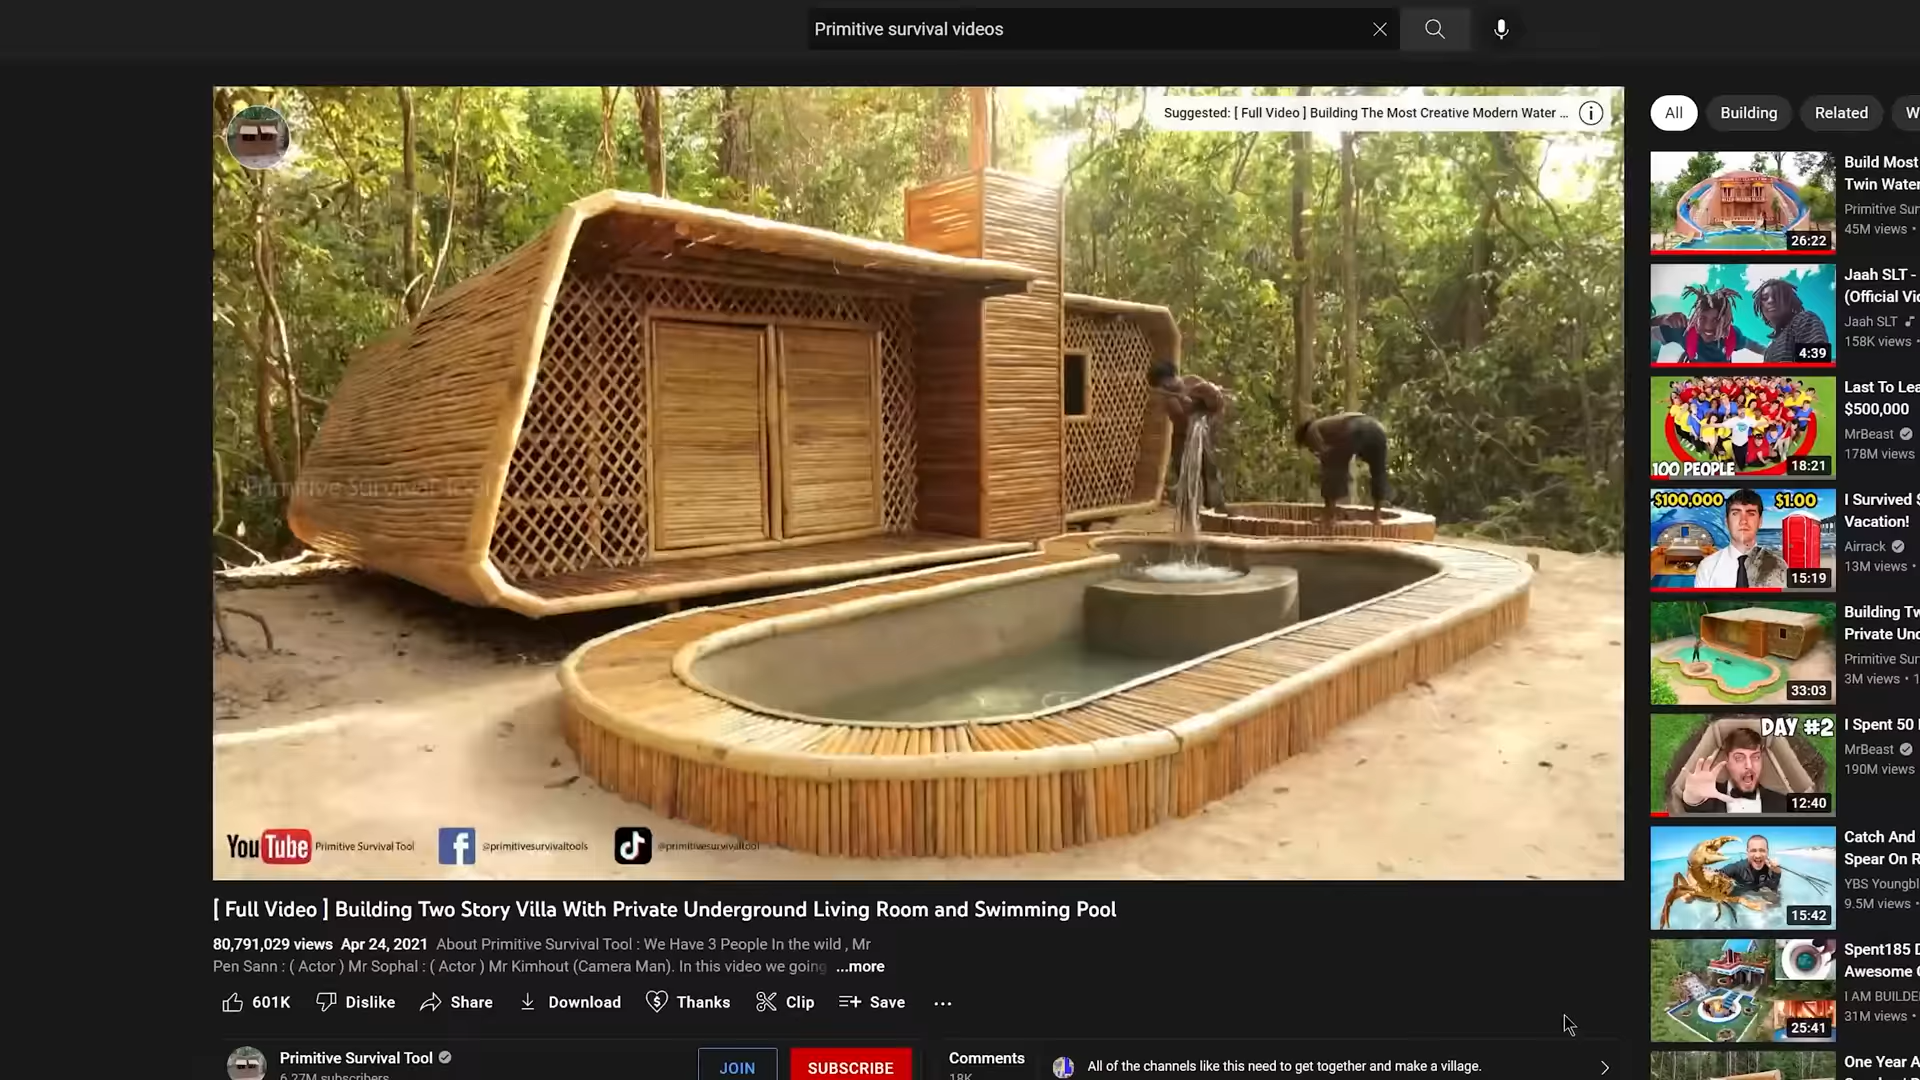 Primitive survival videos
Suggested: [ Full Video ] Building The Most Creative Modern Water ...
Primitive Survival Tool
YouTube Primitive Survival Tool
@primitivesurvivaltools
@primitivesurvivaltool
[ Full Video ] Building Two Story Villa With Private Underground Living Room and Swimming Pool
80,791,029 views Apr 24, 2021 About Primitive Survival Tool : We Have 3 People In the wild , Mr
Pen Sann : ( Actor ) Mr Sophal : ( Actor ) Mr Kimhout (Camera Man). In this video we going ...more
601K Dislike Share Download Thanks Clip Save
Primitive Survival Tool
6.27M subscribers
JOIN
SUBSCRIBE
Comments
18K
All of the channels like this need to get together and make a village.
All Building Related W
26:22
Build Most
Twin Water
Primitive Sur
45M views •
4:39
Jaah SLT -
(Official Vi
Jaah SLT
158K views •
100 PEOPLE
18:21
Last To Lea
$500,000
MrBeast
178M views
$100,000 $1.00
15:19
I Survived
Vacation!
Airrack
13M views •
33:03
Building Tw
Private Und
Primitive Sur
3M views •
DAY #2
12:40
I Spent 50
MrBeast
190M views
15:42
Catch And
Spear On R
YBS Youngbl
9.5M views •
25:41
Spent185 D
Awesome
I AM BUILDE
31M views •
One Year A